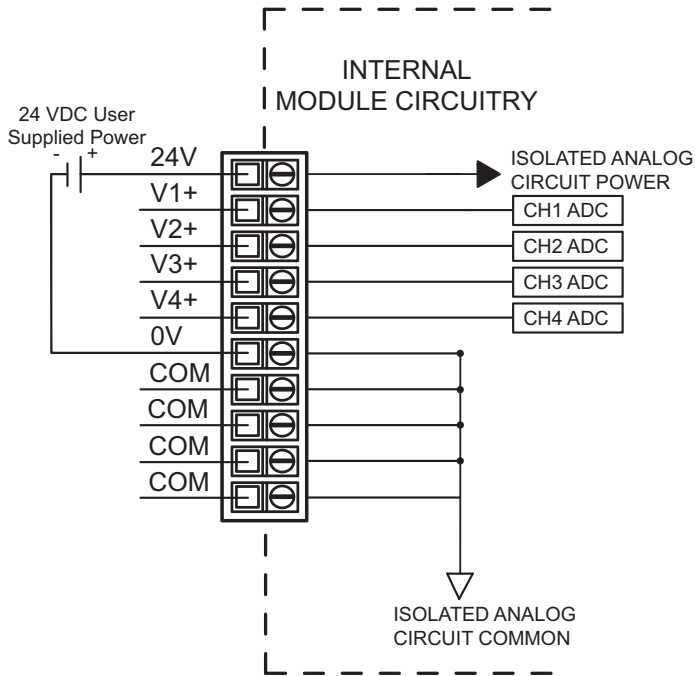 INTERNAL
MODULE CIRCUITRY
24 VDC User
Supplied Power
- +
24V
V1+
V2+
V3+
V4+
0V
COM
COM
COM
COM
ISOLATED ANALOG
CIRCUIT POWER
CH1 ADC
CH2 ADC
CH3 ADC
CH4 ADC
ISOLATED ANALOG
CIRCUIT COMMON